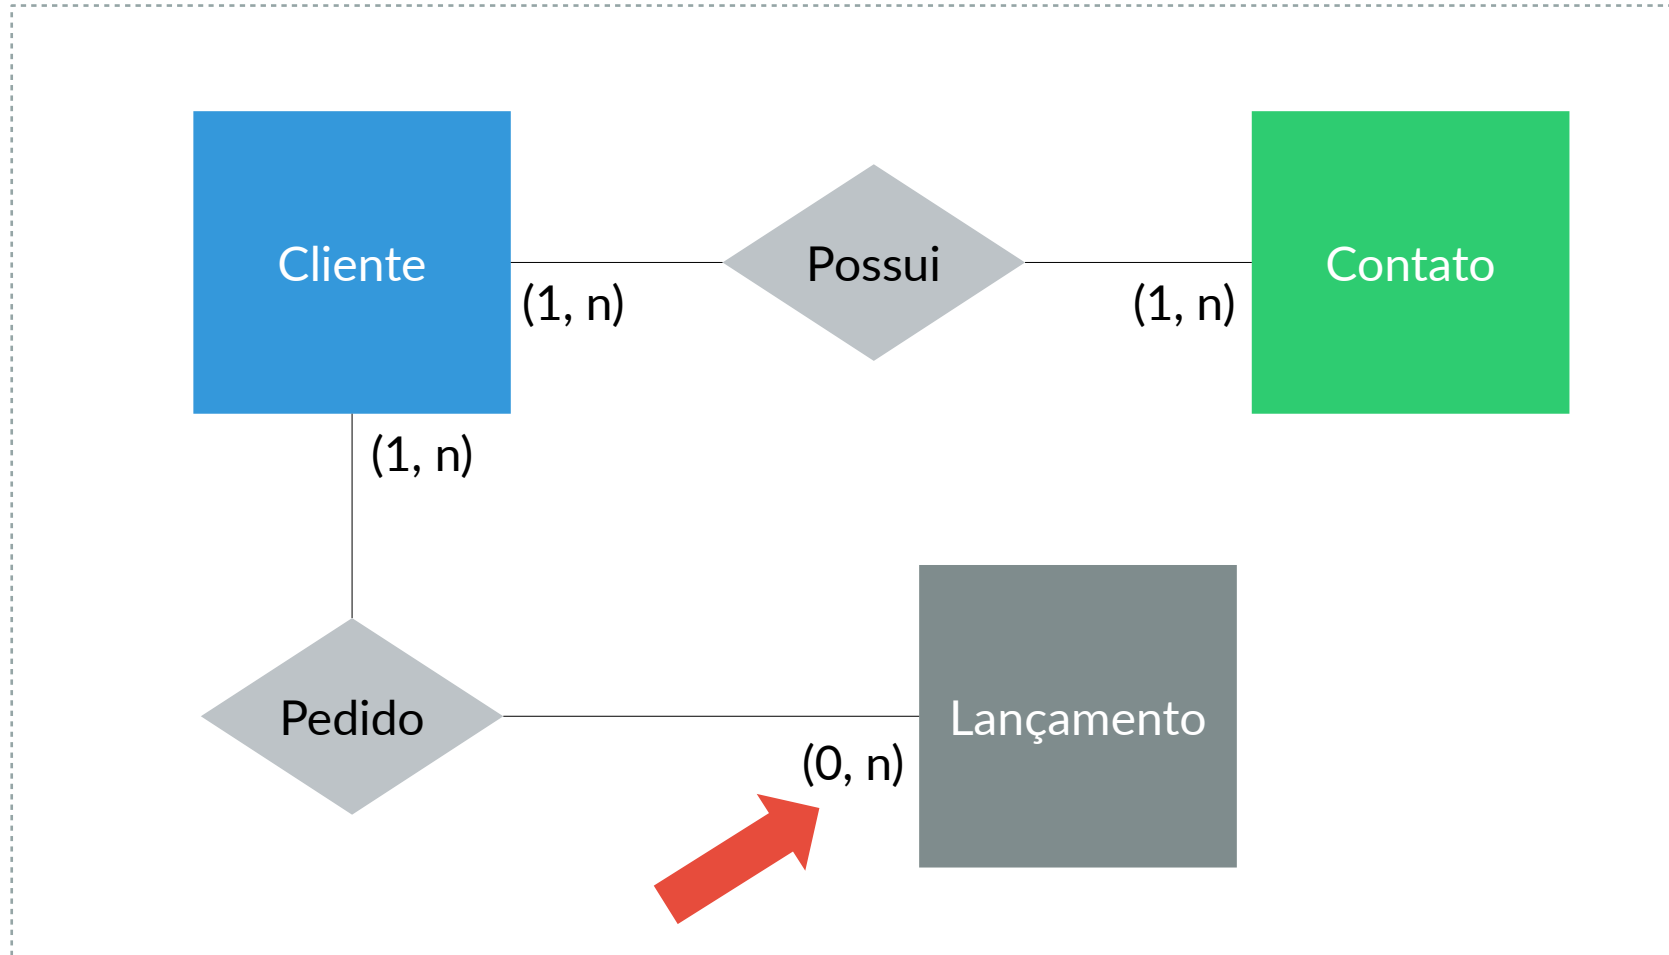 Cliente
Possui
Contato
(1, n)
(1, n)
(1, n)
Pedido
Lançamento
(0, n)